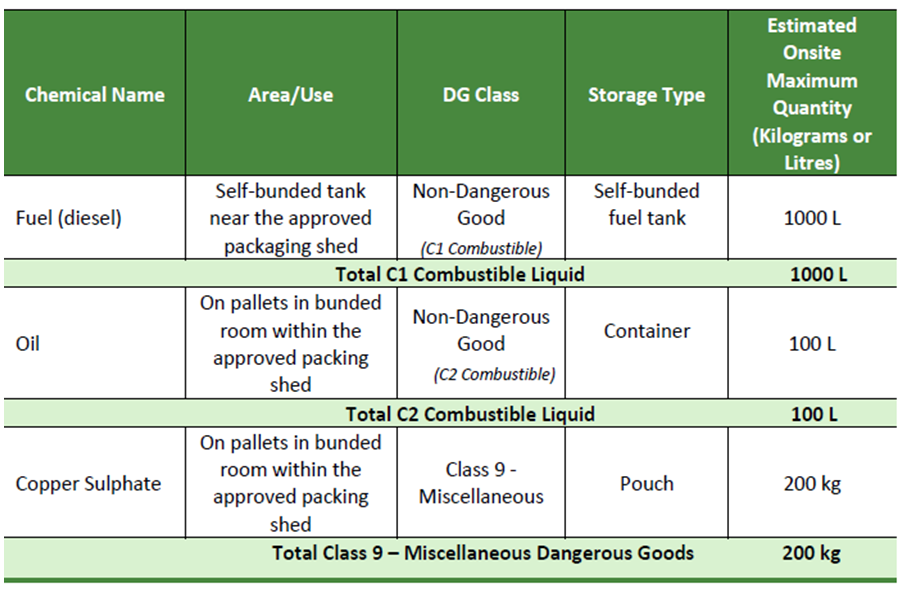 Chemical Name
Area/Use
DG Class
Storage Type
Estimated
Onsite
Maximum
Quantity
(Kilograms or
Litres)
Fuel (diesel)
Self-bunded tank
near the approved
packaging shed
Non-Dangerous
Good
(C1 Combustible)
Self-bunded
fuel tank
1000 L
Total C1 Combustible Liquid
1000 L
Oil
On pallets in bunded
room within the
approved packing
shed
Non-Dangerous
Good
(C2 Combustible)
Container
100 L
Total C2 Combustible Liquid
100 L
Copper Sulphate
On pallets in bunded
room within the
approved packing
shed
Class 9 -
Miscellaneous
Pouch
200 kg
Total Class 9 – Miscellaneous Dangerous Goods
200 kg